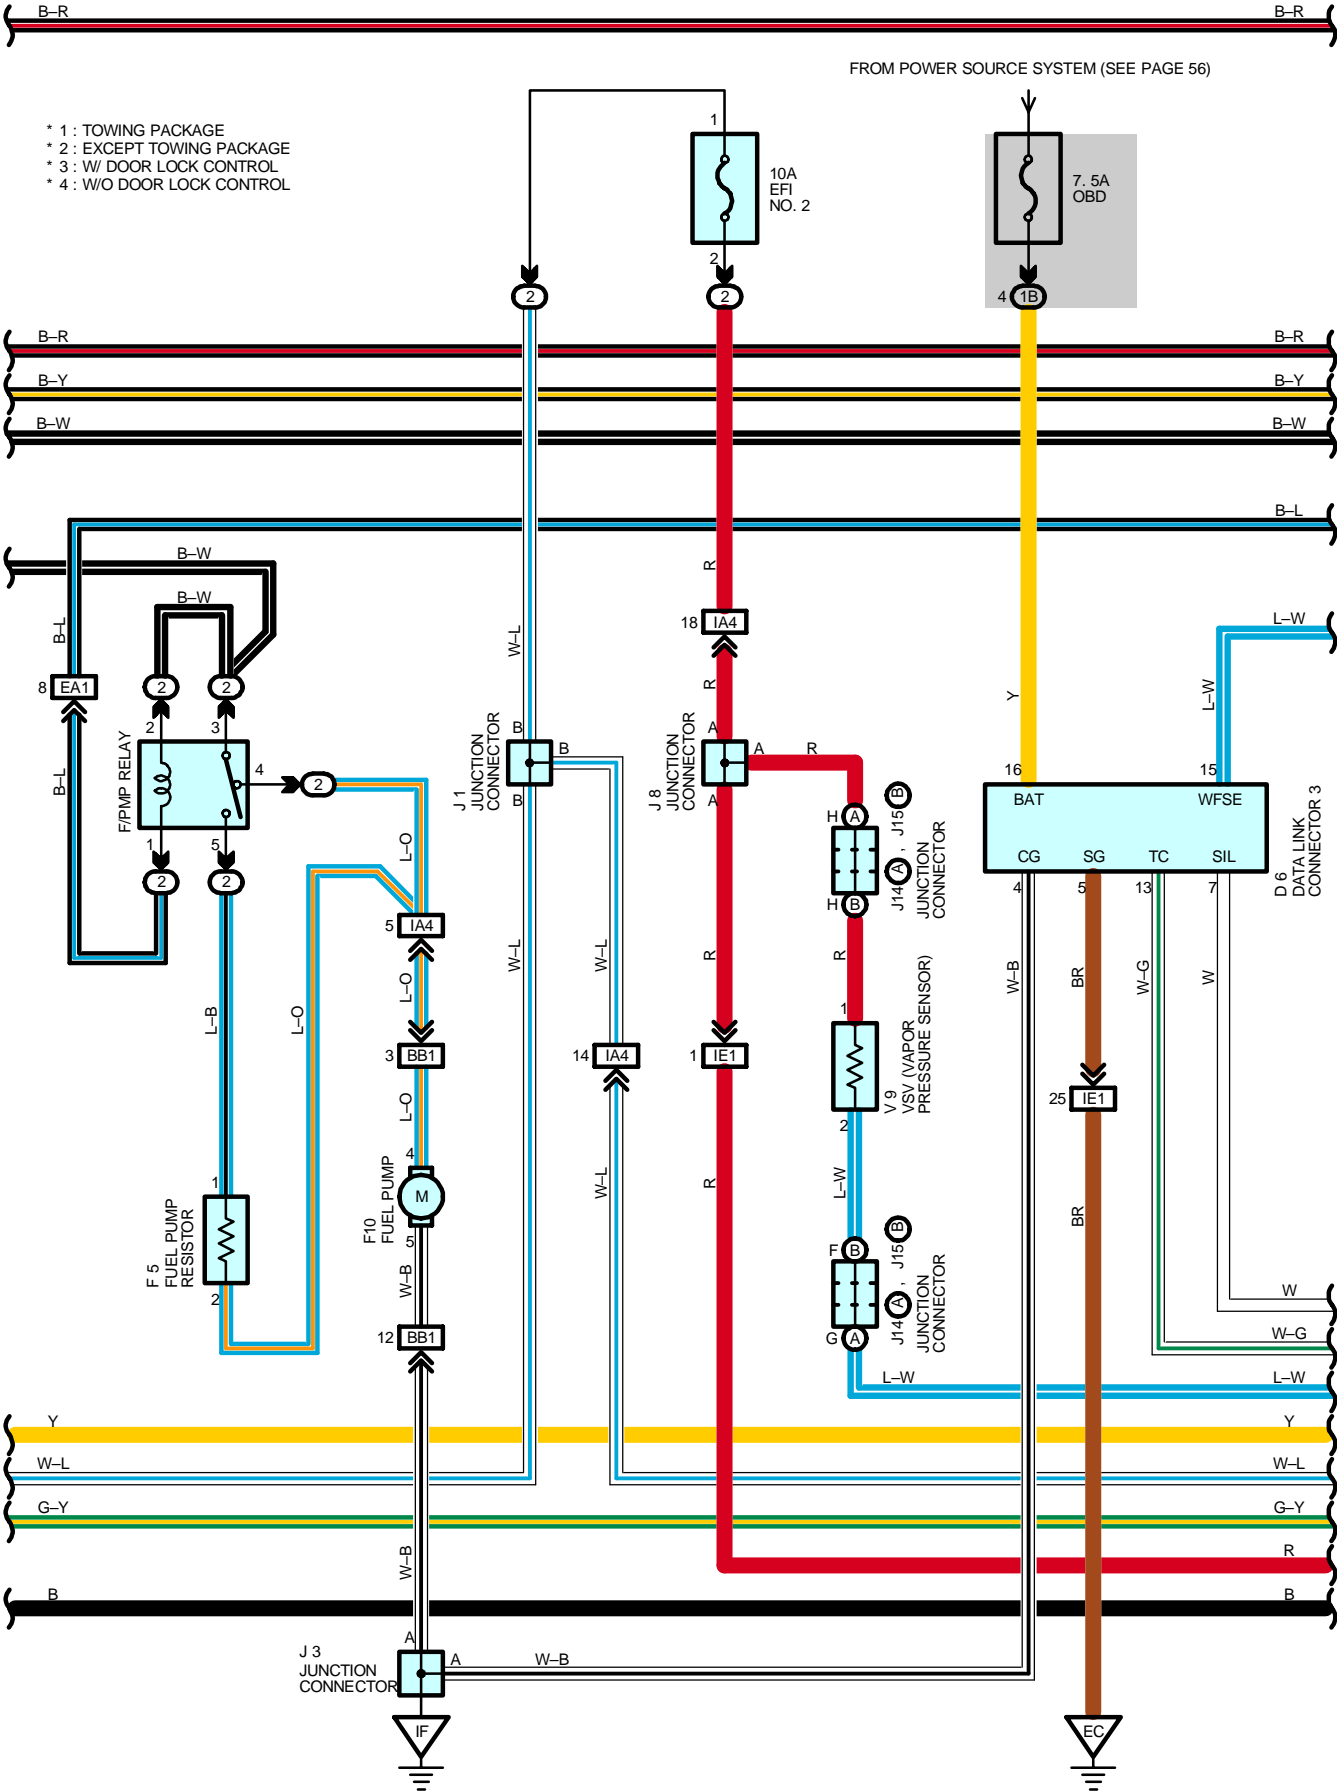 B–R
B–R
FROM POWER SOURCE SYSTEM (SEE PAGE 56)
* 1 : TOWING PACKAGE
* 2 : EXCEPT TOWING PACKAGE
* 3 : W/ DOOR LOCK CONTROL
* 4 : W/O DOOR LOCK CONTROL
1
10A
EFI
NO. 2
2
7. 5A
OBD
2
2
4
1B
B–R
B–R
B–Y
B–Y
B–W
B–W
B–L
B–W
B–W
B–L
W–L
R
18
IA4
L–W
8
EA1
2
2
R
Y
L–W
2
3
F/PMP RELAY
4
2
B–L
1
5
2
2
L–O
J 1
JUNCTION
CONNECTOR
B
B
B
J 8
JUNCTION
CONNECTOR
A
A
A
R
H
A
J14
A
, J15
B
JUNCTION
CONNECTOR
H
B
16
15
BAT
WFSE
CG
SG
TC
SIL
4
5
13
7
D 6
DATA LINK
CONNECTOR 3
5
IA4
L–B
L–O
L–O
W–L
W–L
R
R
W–B
BR
W–G
W
3
BB1
14
IA4
1
IE1
1
V 9
VSV (VAPOR
PRESSURE SENSOR)
2
25
IE1
L–O
4
M
F10
FUEL PUMP
5
1
F 5
FUEL PUMP
RESISTOR
2
W–L
R
L–W
BR
W–B
F
B
J14
A
, J15
B
JUNCTION
CONNECTOR
G
A
12
BB1
W
W–G
L–W
L–W
Y
Y
W–L
W–L
G–Y
G–Y
W–B
R
B
B
J 3
JUNCTION
CONNECTOR
A
A
W–B
IF
EC